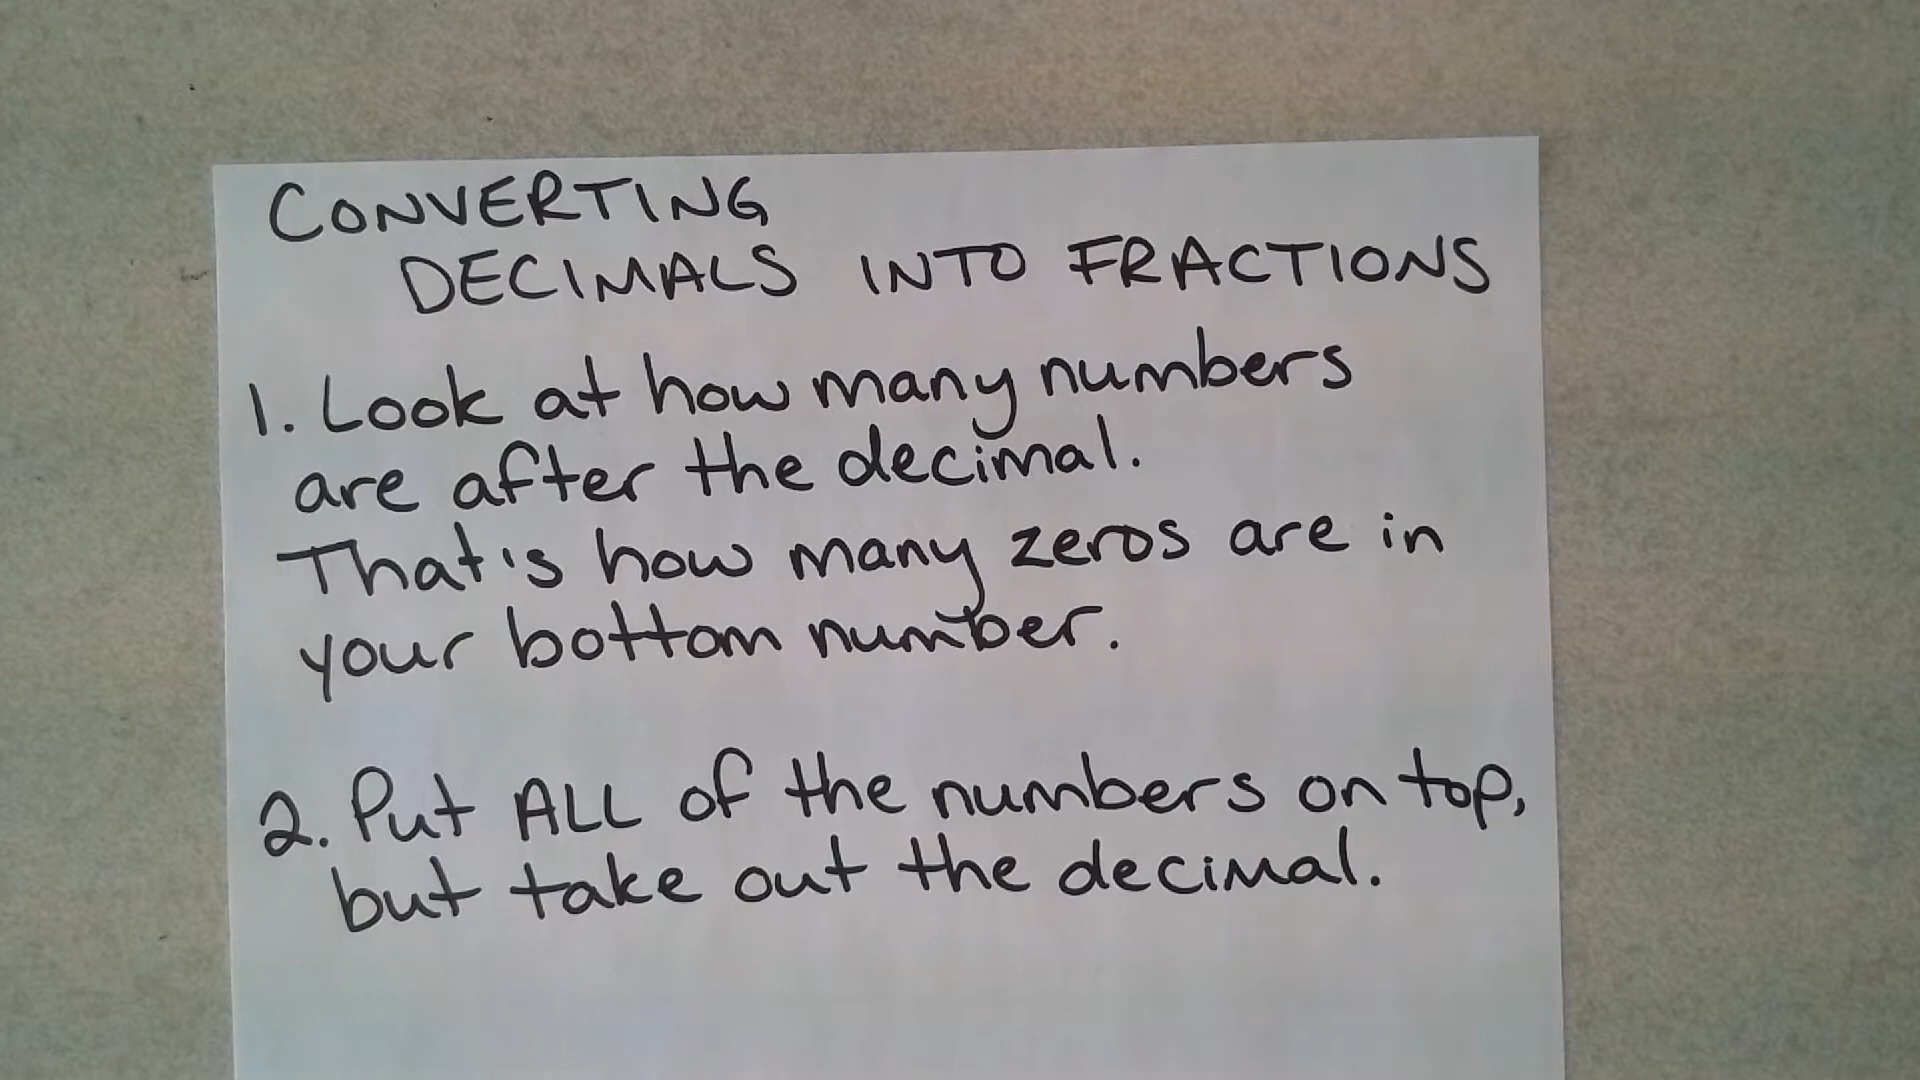 CONVERTING
DECIMALS INTO FRACTIONS
1. Look at how many numbers
are after the decimal.
That's how many zeros are in
your bottom number.
2. Put ALL of the numbers on top,
but take out the decimal.